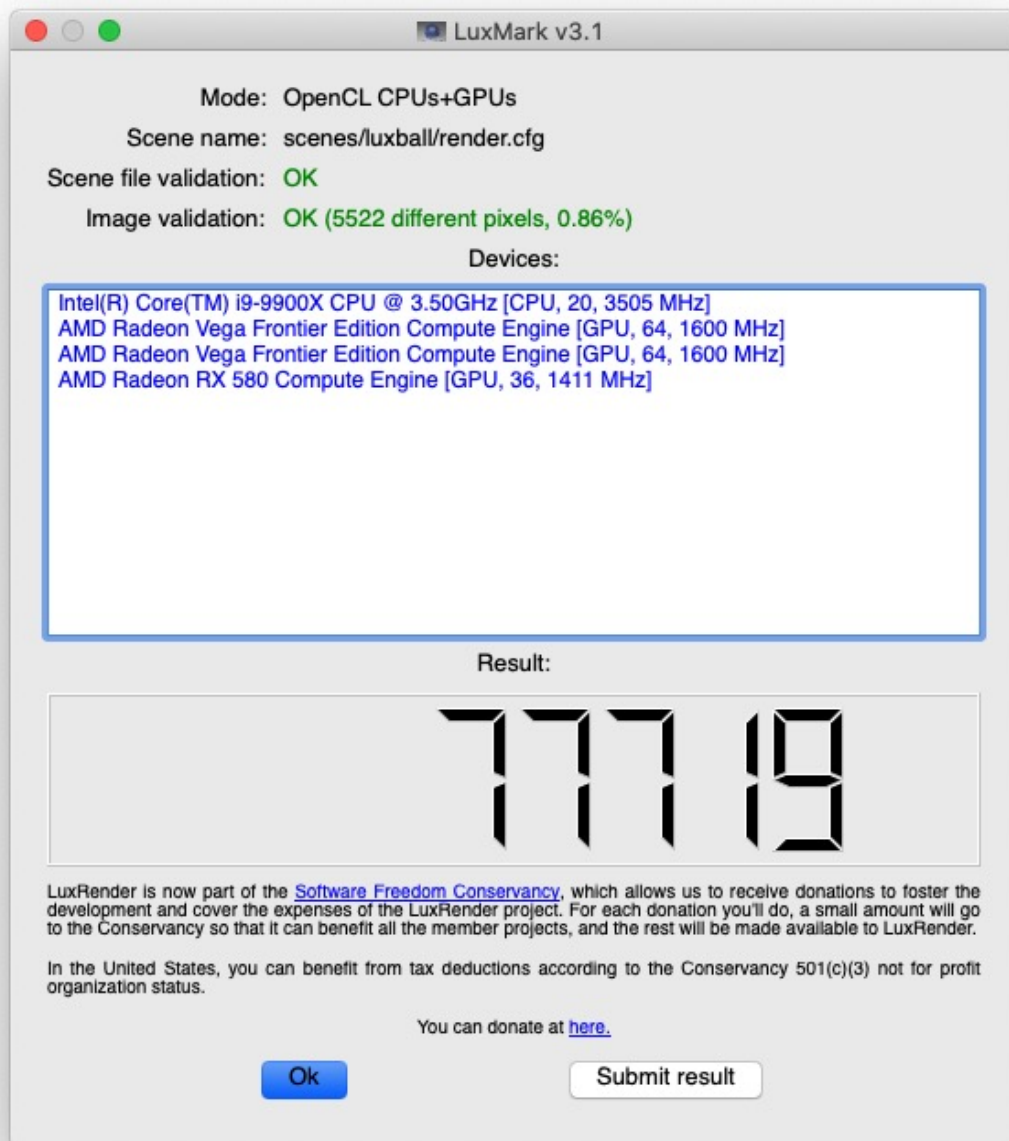 LuxMark v3.1
Mode: OpenCL CPUs+GPUs
Scene name: scenes/luxball/render.cfg
Scene file validation: OK
Image validation: OK (5522 different pixels, 0.86%)
Devices:
Intel(R) Core(TM) i9-9900X CPU @ 3.50GHz [CPU, 20, 3505 MHz]
AMD Radeon Vega Frontier Edition Compute Engine [GPU, 64, 1600 MHz]
AMD Radeon Vega Frontier Edition Compute Engine [GPU, 64, 1600 MHz]
AMD Radeon RX 580 Compute Engine [GPU, 36, 1411 MHz]
Result:
77719
LuxRender is now part of the Software Freedom Conservancy, which allows us to receive donations to foster the
development and cover the expenses of the LuxRender project. For each donation you'll do, a small amount will go
to the Conservancy so that it can benefit all the member projects, and the rest will be made available to LuxRender.
In the United States, you can benefit from tax deductions according to the Conservancy 501(c)(3) not for profit
organization status.
You can donate at here.
Ok
Submit result